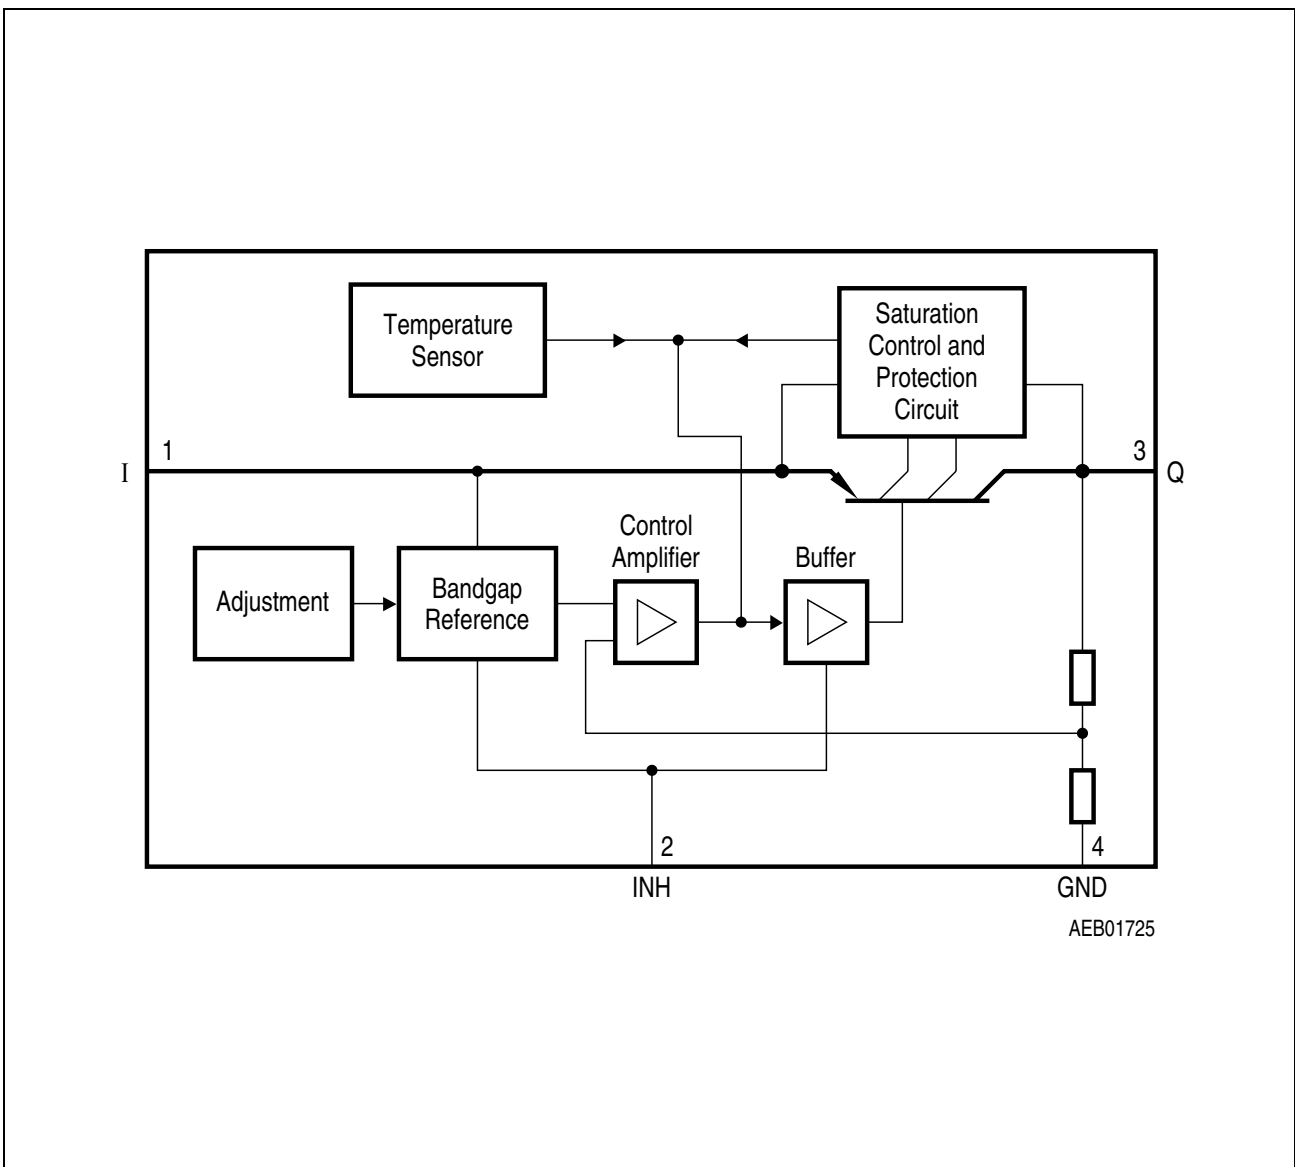 Temperature
Sensor
Saturation
Control and
Protection
Circuit
1
3
I
Q
Control
Amplifier
Buffer
Adjustment
Bandgap
Reference
2
4
INH
GND
AEB01725